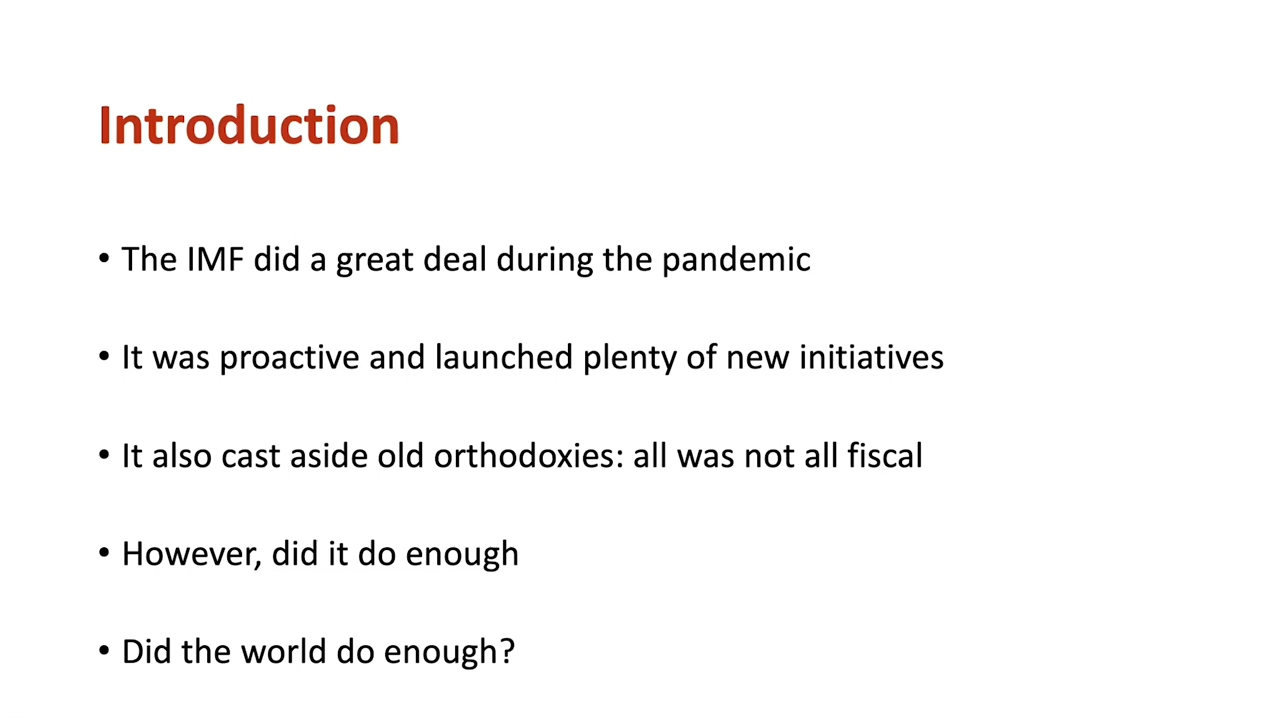 Introduction
• The IMF did a great deal during the pandemic
• It was proactive and launched plenty of new initiatives
• It also cast aside old orthodoxies: all was not all fiscal
• However, did it do enough
• Did the world do enough?